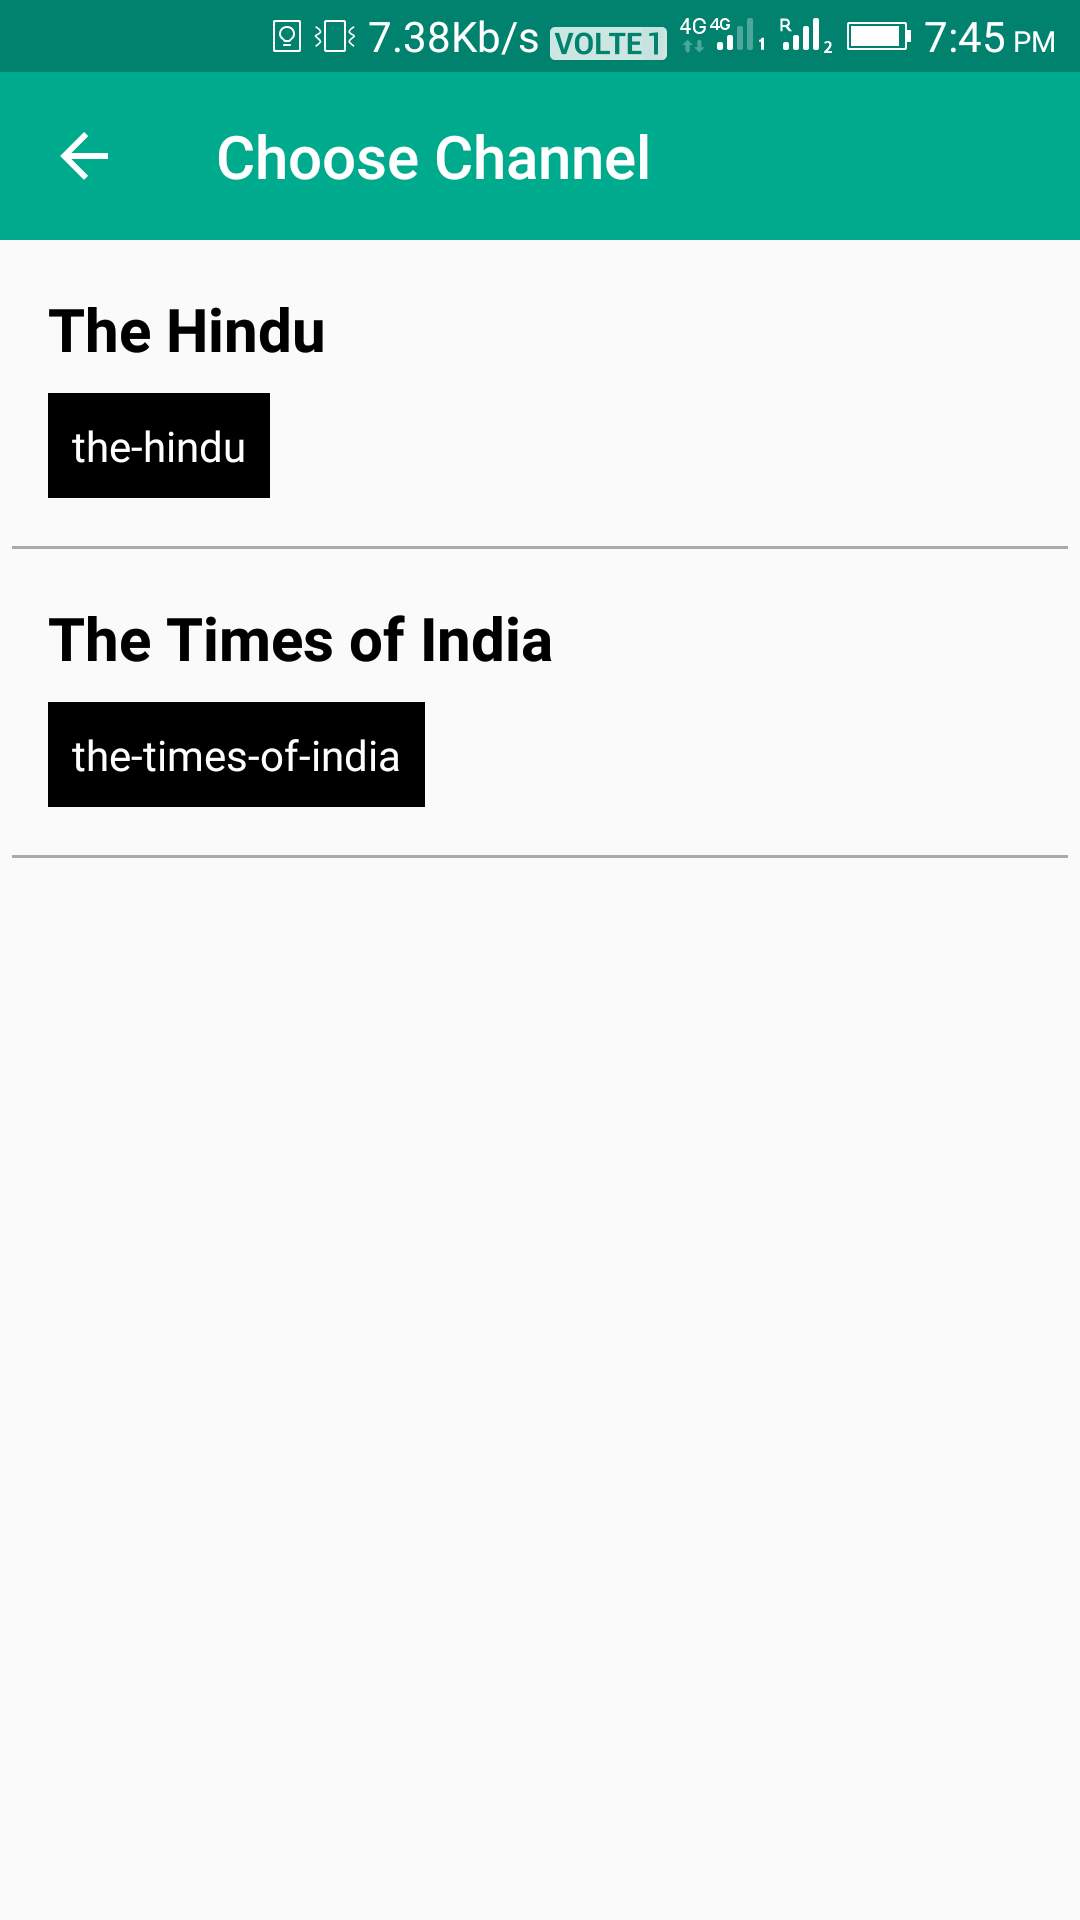 7.38Kb/s VOLTE 1 4G 4G 1 R 2 7:45 PM
Choose Channel
The Hindu
the-hindu
The Times of India
the-times-of-india